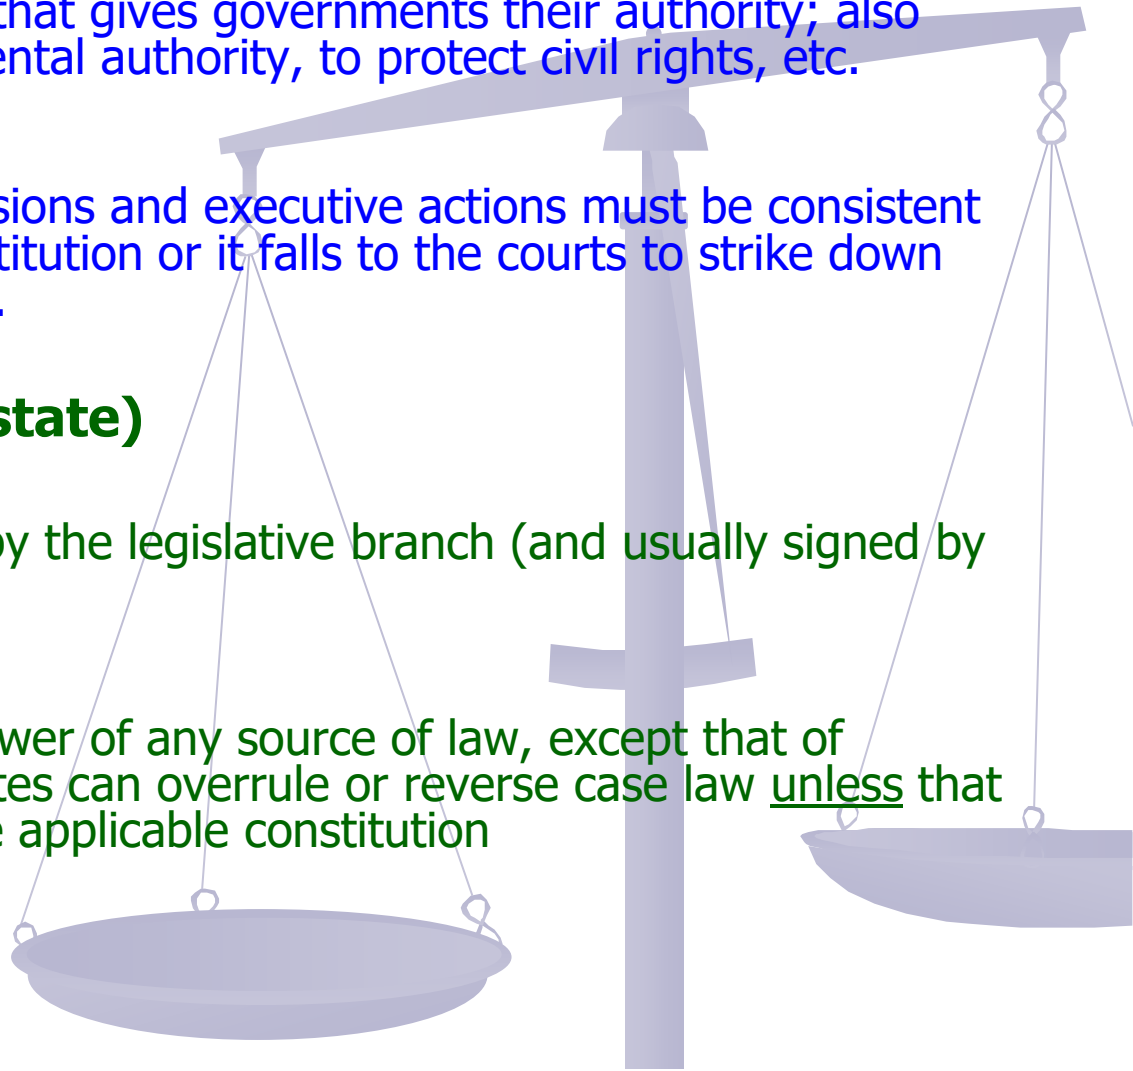 that gives governments their authority; also
ental authority, to protect civil rights, etc.
sions and executive actions must be consistent
titution or it falls to the courts to strike down
.
state)
by the legislative branch (and usually signed by
wer of any source of law, except that of
tes can overrule or reverse case law unless that
e applicable constitution